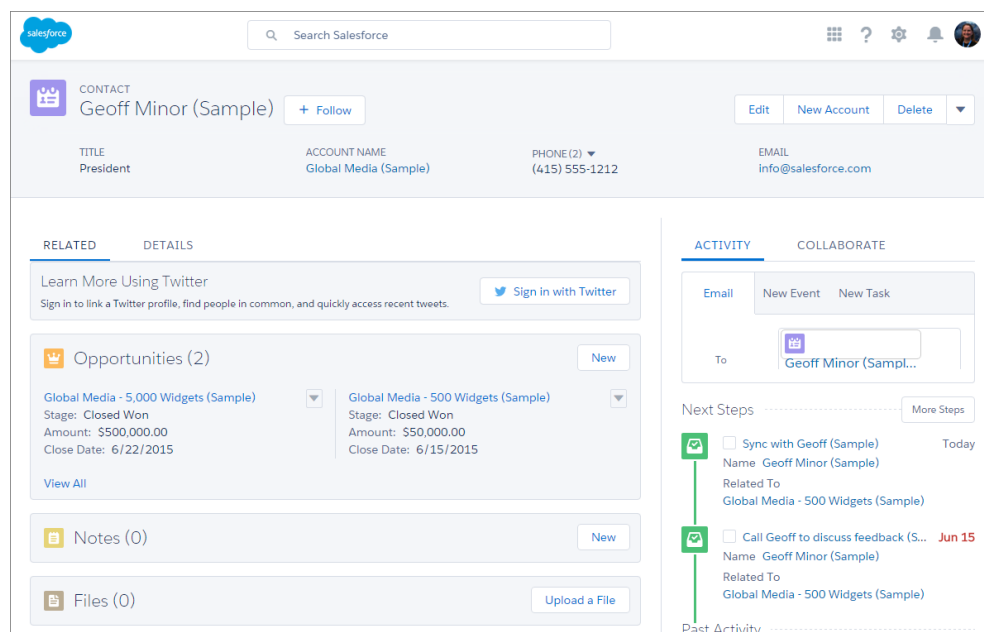 salesforce
Search Salesforce
CONTACT
Geoff Minor (Sample)
+ Follow
Edit
New Account
Delete
TITLE
President
ACCOUNT NAME
Global Media (Sample)
PHONE (2)
(415) 555-1212
EMAIL
info@salesforce.com
RELATED
DETAILS
Learn More Using Twitter
Sign in to link a Twitter profile, find people in common, and quickly access recent tweets.
Sign in with Twitter
Opportunities (2)
New
Global Media - 5,000 Widgets (Sample)
Stage: Closed Won
Amount: $500,000.00
Close Date: 6/22/2015
Global Media - 500 Widgets (Sample)
Stage: Closed Won
Amount: $50,000.00
Close Date: 6/15/2015
View All
Notes (0)
New
Files (0)
Upload a File
ACTIVITY
COLLABORATE
Email
New Event
New Task
To
Geoff Minor (Sampl...
Next Steps
More Steps
Sync with Geoff (Sample)
Today
Name Geoff Minor (Sample)
Related To
Global Media - 500 Widgets (Sample)
Call Geoff to discuss feedback (S...
Jun 15
Name Geoff Minor (Sample)
Related To
Global Media - 500 Widgets (Sample)
Past Activity